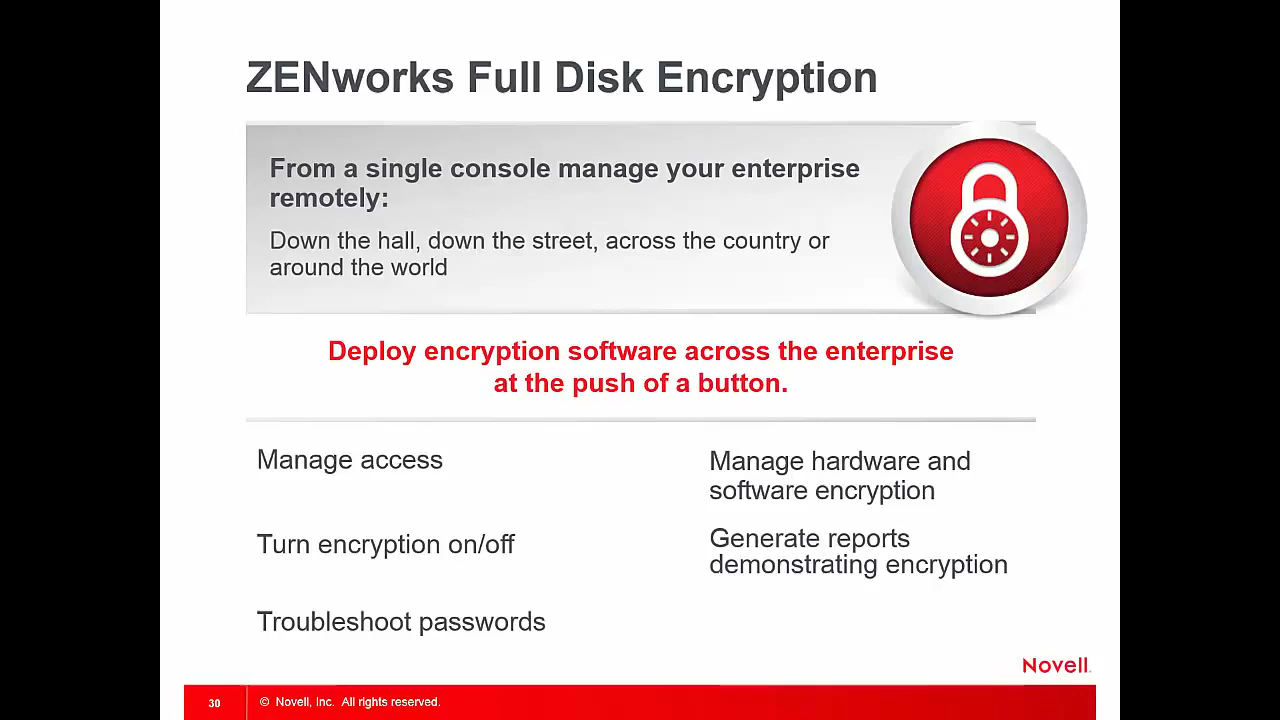 ZENworks Full Disk Encryption
From a single console manage your enterprise
remotely:
Down the hall, down the street, across the country or
around the world
Deploy encryption software across the enterprise
at the push of a button.
Manage access
Turn encryption on/off
Troubleshoot passwords
Manage hardware and
software encryption
Generate reports
demonstrating encryption
Novell.
30
© Novell, Inc. All rights reserved.